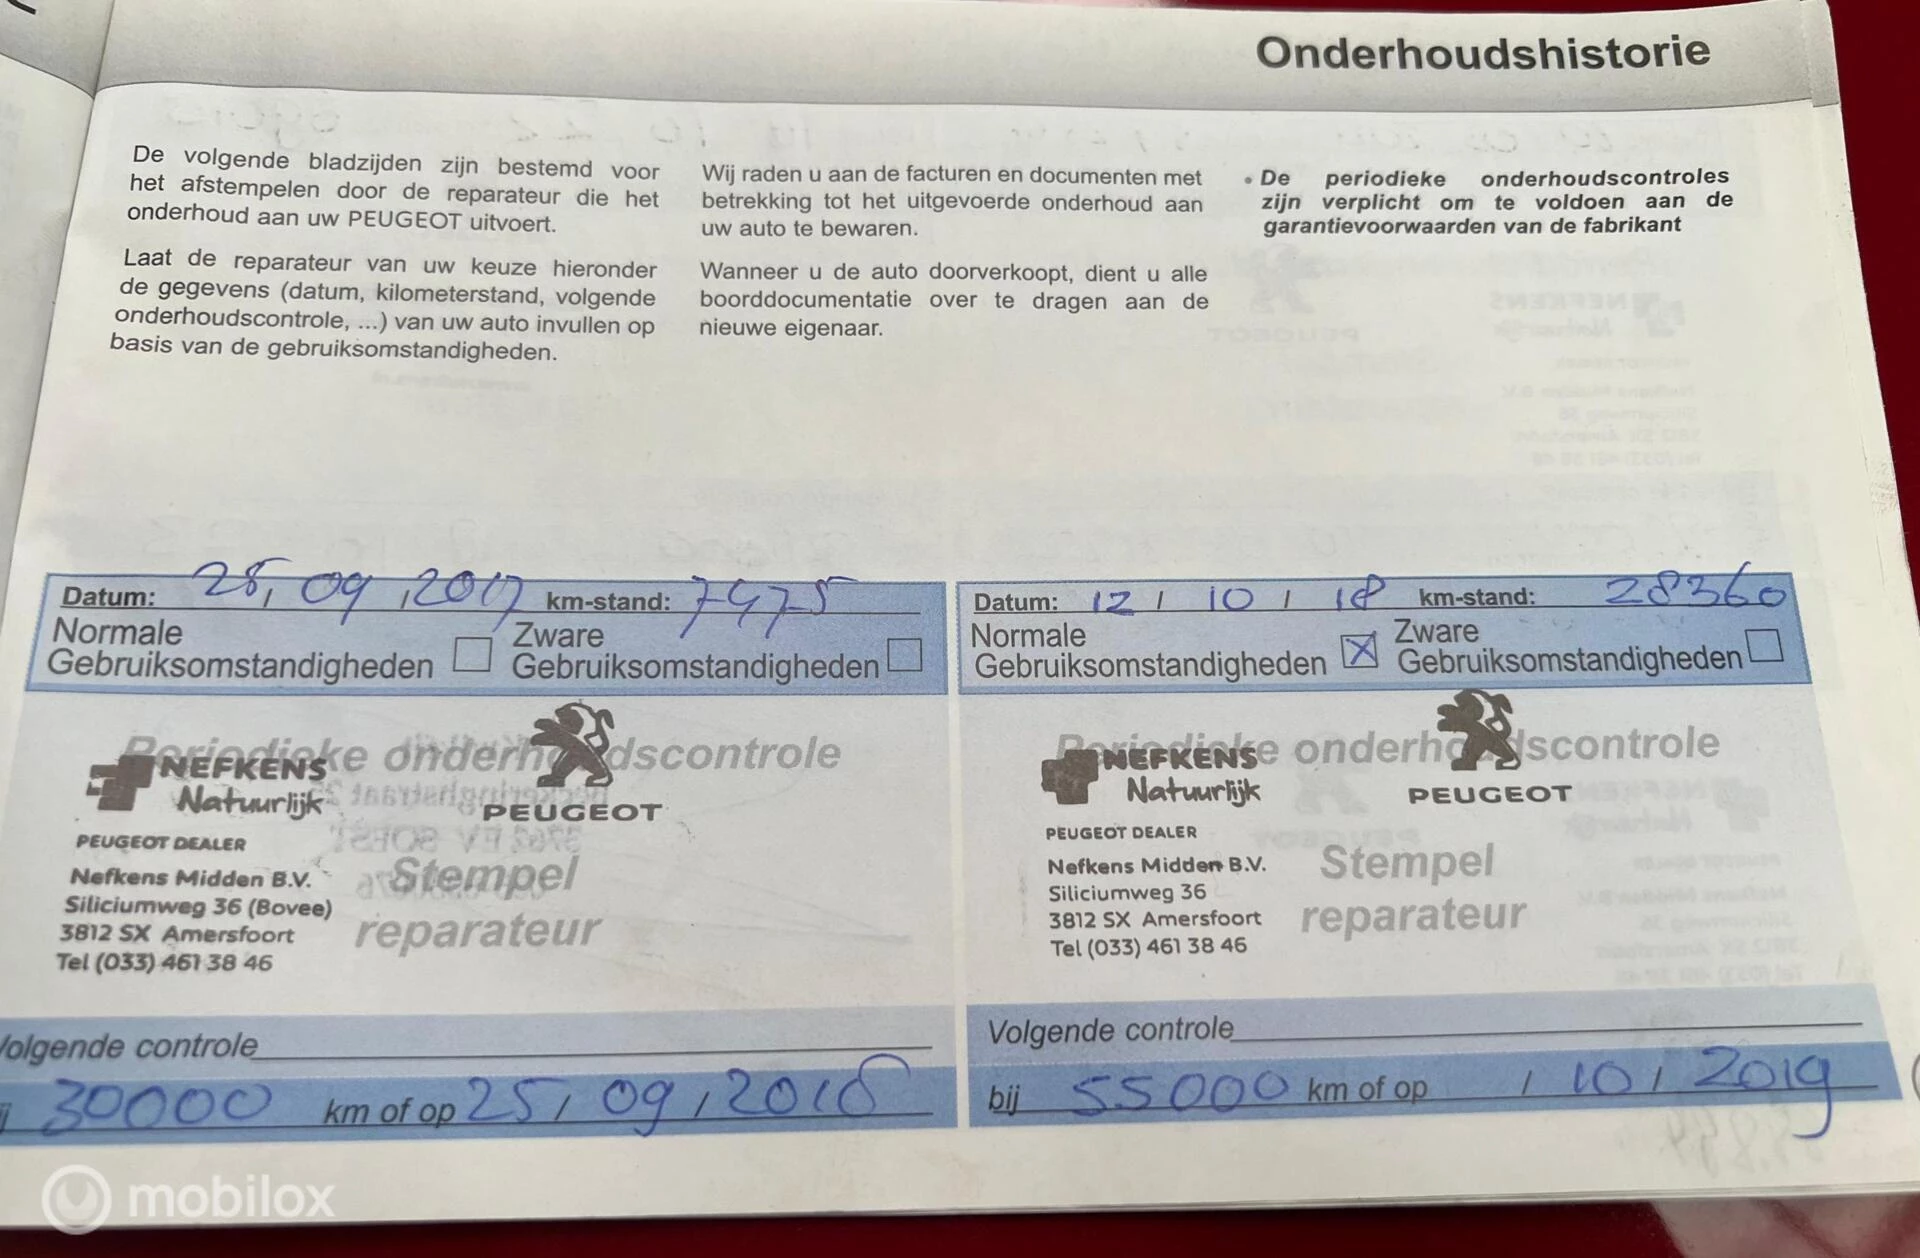 Onderhoudshistorie
De volgende bladzijden zijn bestemd voor
het afstempelen door de reparateur die het
onderhoud aan uw PEUGEOT uitvoert.
Laat de reparateur van uw keuze hieronder
de gegevens (datum, kilometerstand, volgende
onderhoudscontrole, ...) van uw auto invullen op
basis van de gebruiksomstandigheden.
Wij raden u aan de facturen en documenten met
betrekking tot het uitgevoerde onderhoud aan
uw auto te bewaren.
Wanneer u de auto doorverkoopt, dient u alle
boorddocumentatie over te dragen aan de
nieuwe eigenaar.
• De periodieke onderhoudscontroles
zijn verplicht om te voldoen aan de
garantievoorwaarden van de fabrikant
Datum: 25, 09, 2017 km-stand: 7475
Normale
Gebruiksomstandigheden
Zware
Gebruiksomstandigheden
Periodieke onderhoudscontrole
NEFKENS
Natuurlijk
PEUGEOT
PEUGEOT DEALER
Nefkens Midden B.V.
Siliciumweg 36 (Bovee)
3812 SX Amersfoort
Tel (033) 461 38 46
Stempel
reparateur
Volgende controle
30000 km of op 25, 09, 2018
Datum: 12 / 10 / 18 km-stand: 28360
Normale
Gebruiksomstandigheden X
Zware
Gebruiksomstandigheden
Periodieke onderhoudscontrole
NEFKENS
Natuurlijk
PEUGEOT
PEUGEOT DEALER
Nefkens Midden B.V.
Siliciumweg 36
3812 SX Amersfoort
Tel (033) 461 38 46
Stempel
reparateur
Volgende controle
bij 55000 km of op / 10 / 2019
mobilox